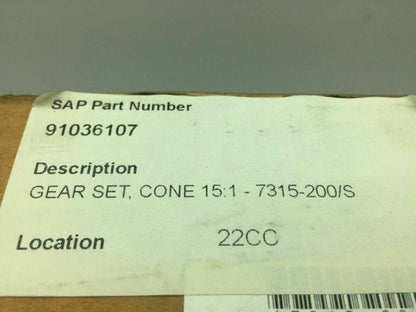 SAP Part Number
91036107
Description
GEAR SET, CONE 15:1 - 7315-200/S
Location 22CC